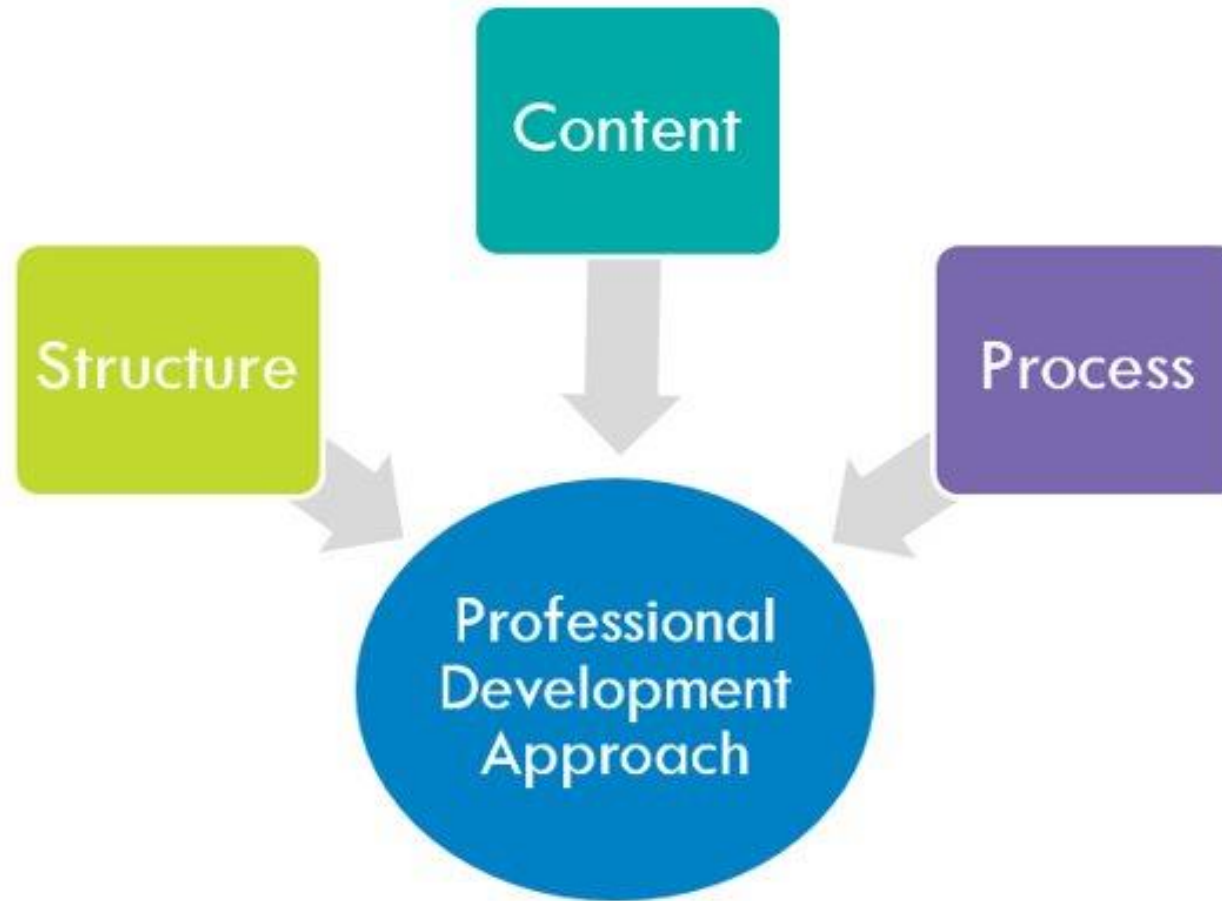 Content
Structure
Process
Professional
Development
Approach